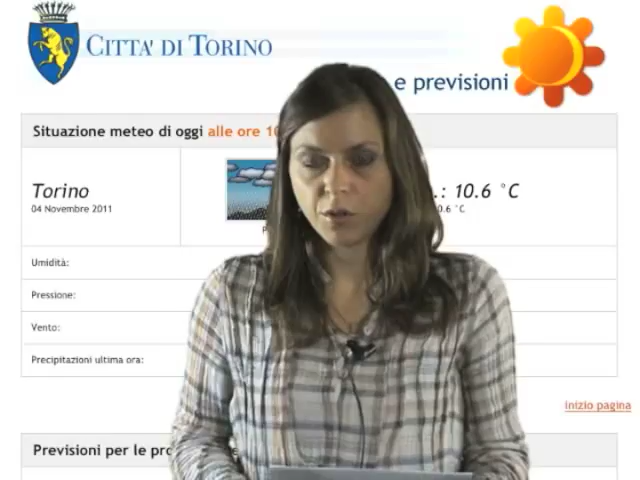 CITTA' DI TORINO
e previsioni
Situazione meteo di oggi alle ore 10
Torino
04 Novembre 2011
.: 10.6 °C
0.6 °C
Umidità:
Pressione:
Vento:
Precipitazioni ultima ora:
inizio pagina
Previsioni per le pro